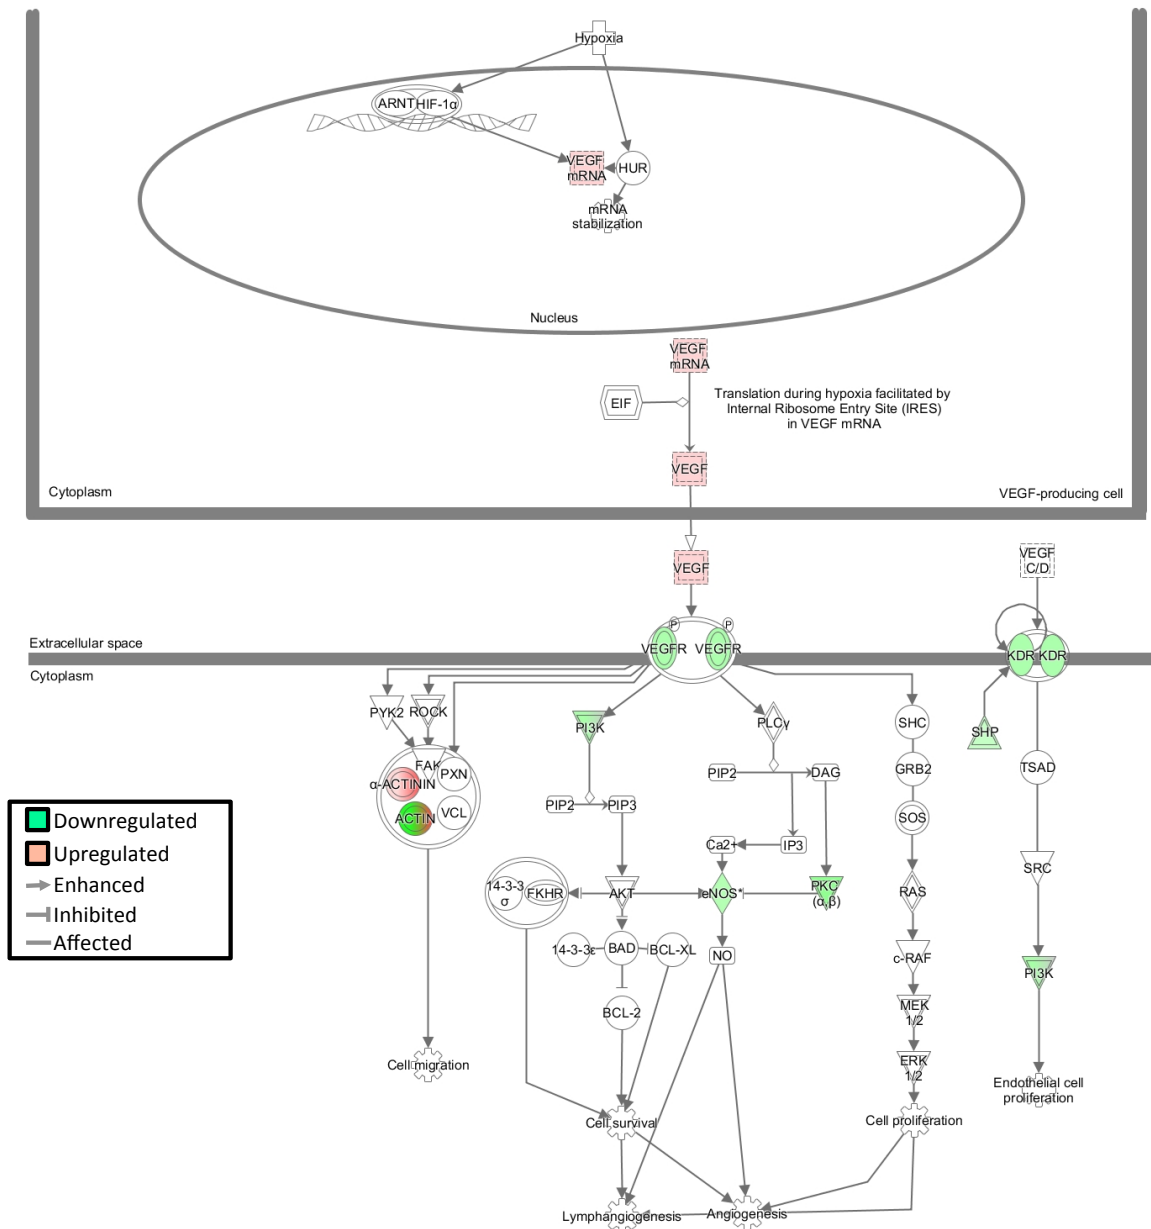 Hypoxia
ARNT
HIF-1α
VEGF
mRNA
HUR
mRNA
stabilization
Nucleus
VEGF
mRNA
EIF
Translation during hypoxia facilitated by
Internal Ribosome Entry Site (IRES)
in VEGF mRNA
VEGF
Cytoplasm
VEGF-producing cell
VEGF
VEGF
C/D
Extracellular space
P
P
VEGFR
VEGFR
KDR
KDR
Cytoplasm
PYK2
ROCK
PI3K
PLCγ
SHC
SHP
FAK
PXN
α-ACTININ
PIP2
DAG
GRB2
TSAD
ACTIN
VCL
PIP2
PIP3
SOS
Ca2+
IP3
SRC
14-3-3
σ
FKHR
AKT
eNOS*
PKC
(α,β)
RAS
14-3-3ε
BAD
BCL-XL
NO
c-RAF
PI3K
BCL-2
MEK
1/2
Cell migration
ERK
1/2
Endothelial cell
proliferation
Cell survival
Cell proliferation
Lymphangiogenesis
Angiogenesis
Downregulated
Upregulated
Enhanced
Inhibited
Affected